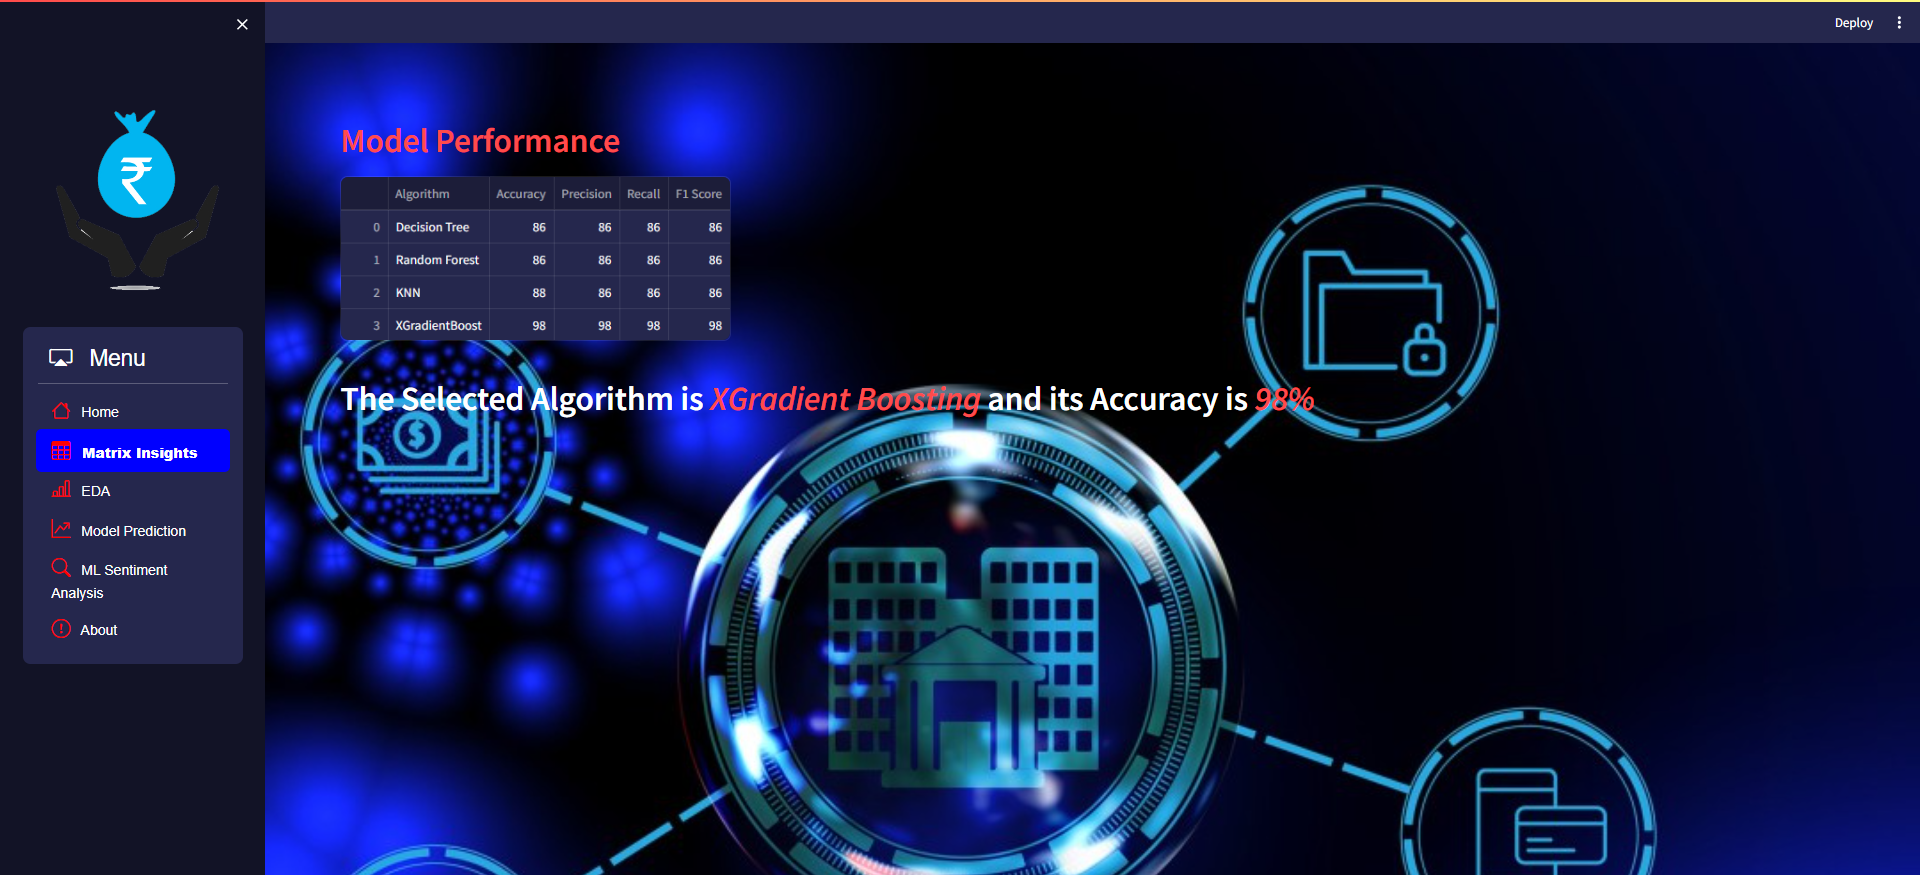 Deploy
₹
Menu
Home
Matrix Insights
EDA
Model Prediction
ML Sentiment
Analysis
About
Model Performance
Algorithm Accuracy Precision Recall F1 Score
0 Decision Tree 86 86 86 86
1 Random Forest 86 86 86 86
2 KNN 88 86 86 86
3 XGradientBoost 98 98 98 98
The Selected Algorithm is XGradient Boosting and its Accuracy is 98%
$